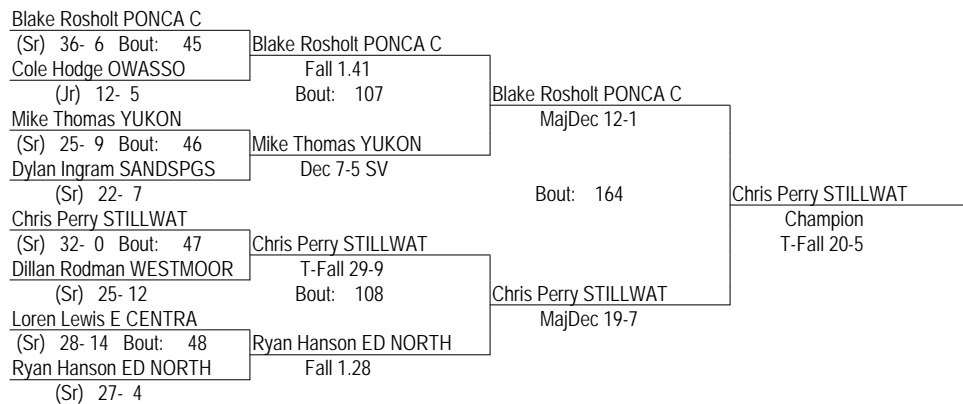 Blake Rosholt PONCA C
(Sr) 36- 6 Bout: 45
Cole Hodge OWASSO
(Jr) 12- 5
Mike Thomas YUKON
(Sr) 25- 9 Bout: 46
Dylan Ingram SANDSPGS
(Sr) 22- 7
Chris Perry STILLWAT
(Sr) 32- 0 Bout: 47
Dillan Rodman WESTMOOR
(Sr) 25- 12
Loren Lewis E CENTRA
(Sr) 28- 14 Bout: 48
Ryan Hanson ED NORTH
(Sr) 27- 4
Blake Rosholt PONCA C
Fall 1.41
Bout: 107
Mike Thomas YUKON
Dec 7-5 SV
Chris Perry STILLWAT
T-Fall 29-9
Bout: 108
Ryan Hanson ED NORTH
Fall 1.28
Blake Rosholt PONCA C
MajDec 12-1
Bout: 164
Chris Perry STILLWAT
MajDec 19-7
Chris Perry STILLWAT
Champion
T-Fall 20-5